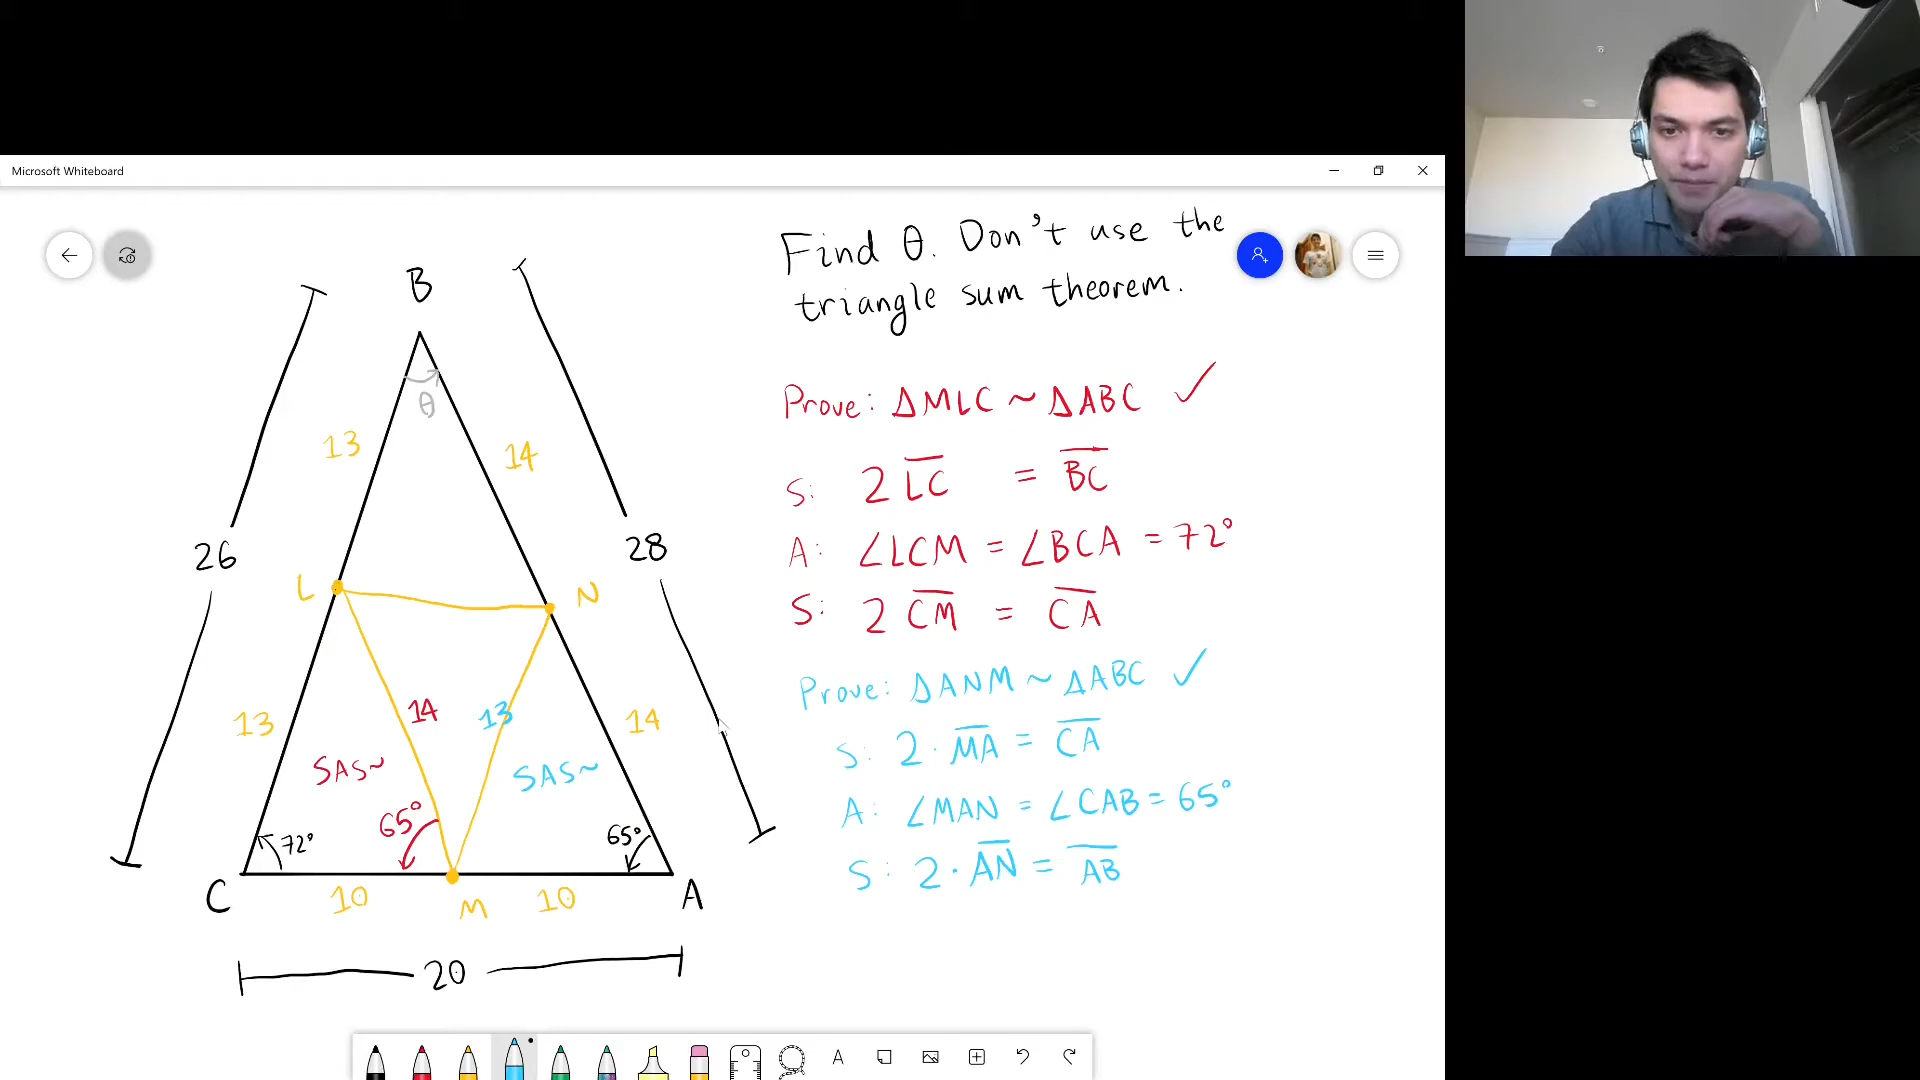 Microsoft Whiteboard
Find θ. Don't use the
triangle sum theorem.
B
θ
13
14
26
28
L
N
13
14
13
14
SAS~
SAS~
72°
65°
65°
C
10
M
10
A
20
Prove: ΔMLC ~ ΔABC ✓
S: 2 LC = BC
A: ∠LCM = ∠BCA = 72°
S: 2 CM = CA
Prove: ΔANM ~ ΔABC ✓
S: 2 · MA = CA
A: ∠MAN = ∠CAB = 65°
S: 2 · AN = AB
A